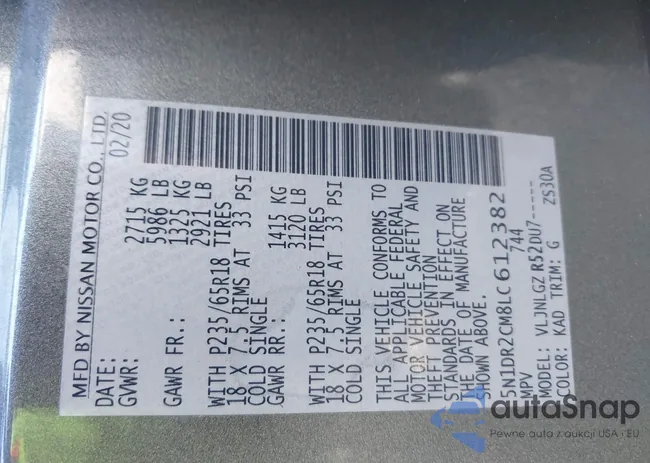 MFD BY NISSAN MOTOR CO., LTD.
DATE: 02/20
GVWR: 2715 KG
5986 LB
GAWR FR.: 1325 KG
2921 LB
WITH P235/65R18 TIRES
18 X 7.5 RIMS AT 33 PSI
COLD SINGLE
GAWR RR.: 1415 KG
3120 LB
WITH P235/65R18 TIRES
18 X 7.5 RIMS AT 33 PSI
COLD SINGLE
THIS VEHICLE CONFORMS TO
ALL APPLICABLE FEDERAL
MOTOR VEHICLE SAFETY AND
THEFT PREVENTION
STANDARDS IN EFFECT ON
THE DATE OF MANUFACTURE
SHOWN ABOVE.
5N1DR2CM8LC612382
MPV 744
MODEL: VLJNLGZ R52DU7-----
COLOR: KAD TRIM: G ZS30A
autaSnap
Pewne auta z aukcji USA • EU